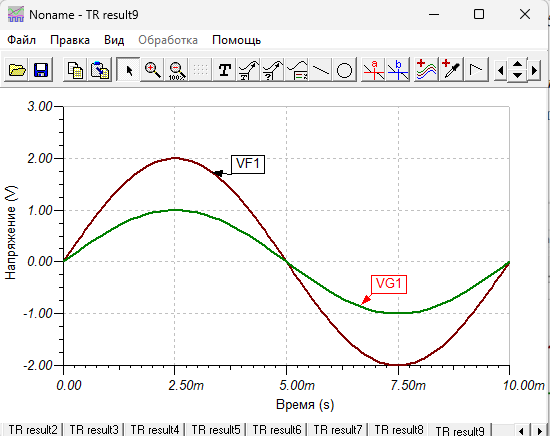 Noname - TR result9
Файл Правка Вид Обработка Помощь
100%
T
a b
3.00
2.00
1.00
0.00
-1.00
-2.00
Напряжение (V)
VF1
VG1
0.00 2.50m 5.00m 7.50m 10.00m
Время (s)
TR result2 TR result3 TR result4 TR result5 TR result6 TR result7 TR result8 TR result9